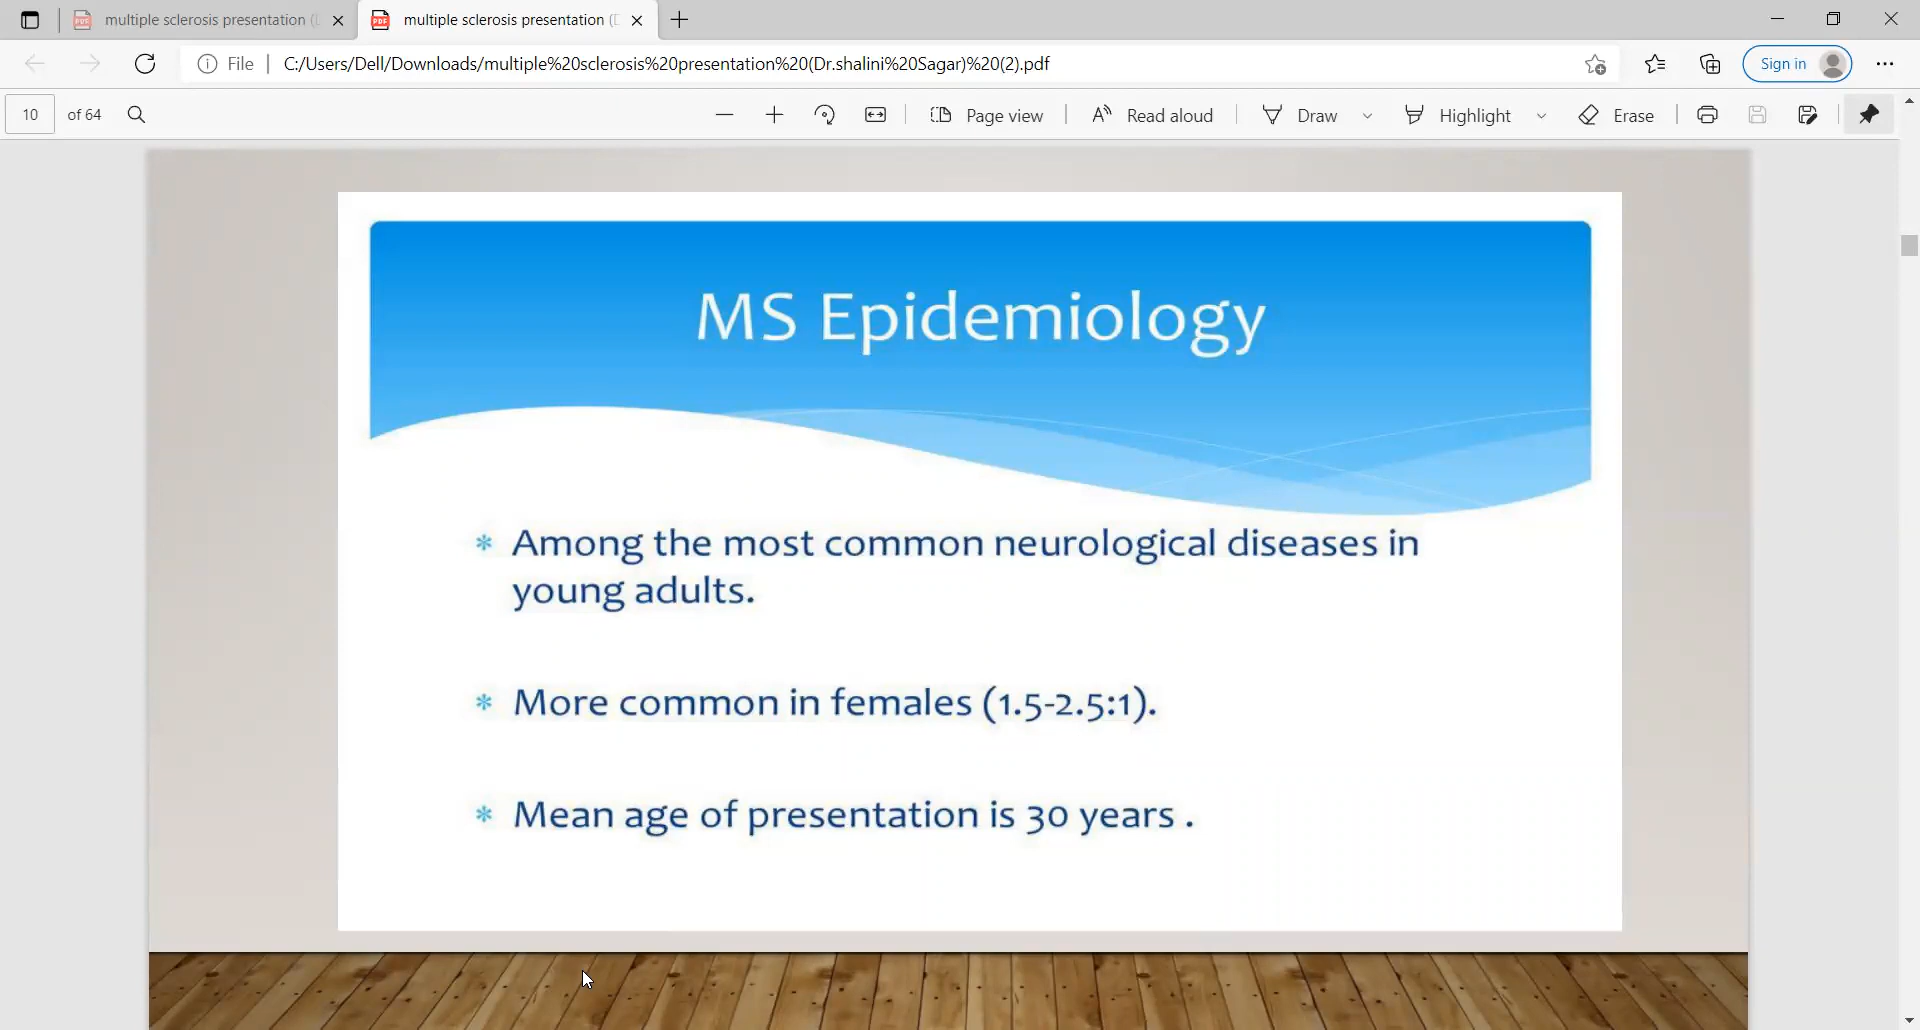 multiple sclerosis presentation (
multiple sclerosis presentation (
File
C:/Users/Dell/Downloads/multiple%20sclerosis%20presentation%20(Dr.shalini%20Sagar)%20(2).pdf
Sign in
10 of 64
Page view
Read aloud
Draw
Highlight
Erase
MS Epidemiology
* Among the most common neurological diseases in
young adults.
* More common in females (1.5-2.5:1).
* Mean age of presentation is 30 years .